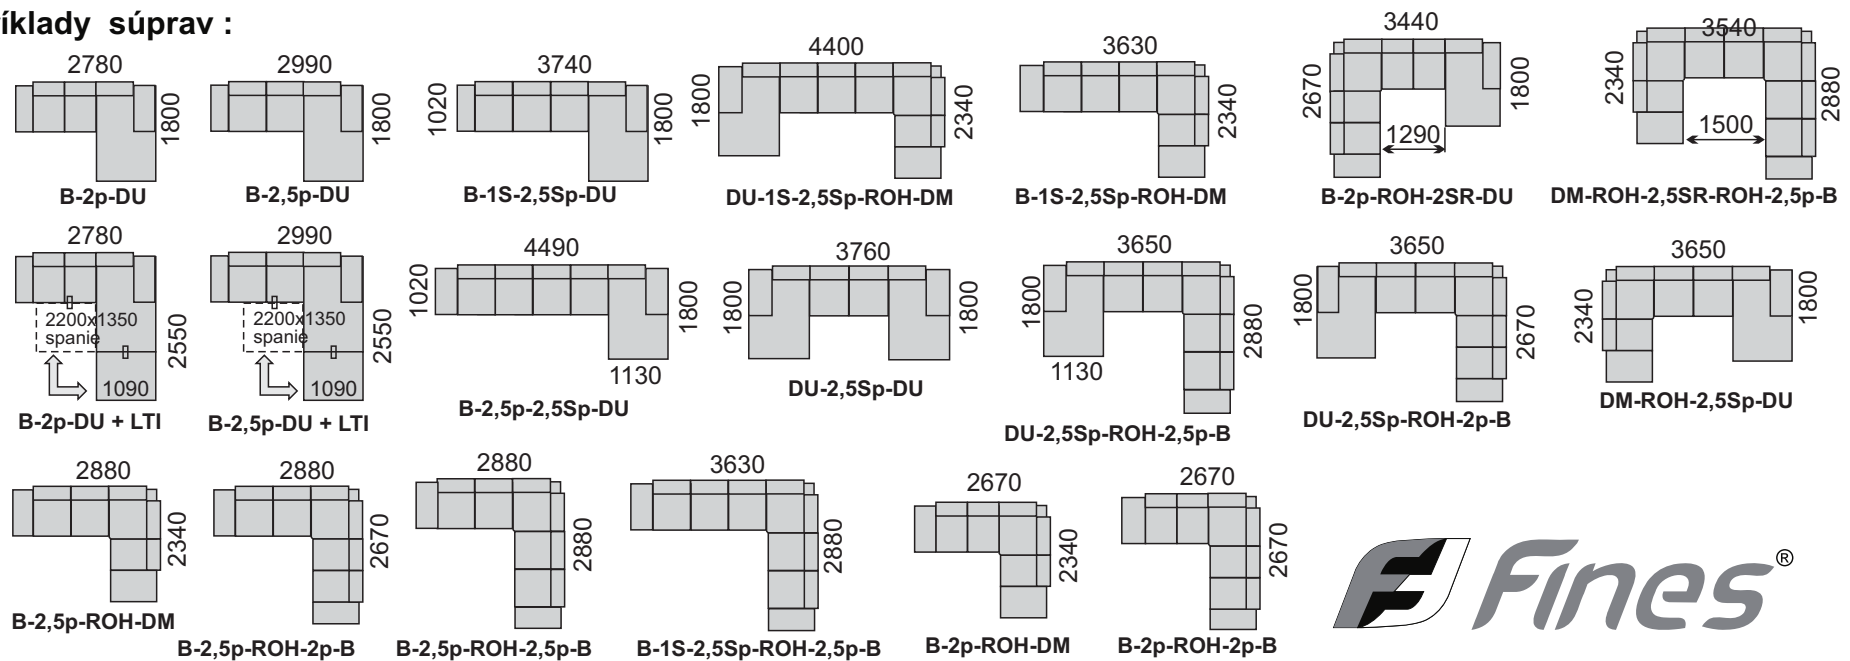 íklady súprav :
2780
1800
B-2p-DU
2990
1800
B-2,5p-DU
3740
1020
1800
B-1S-2,5Sp-DU
4400
1800
2340
DU-1S-2,5Sp-ROH-DM
3630
1020
2340
B-1S-2,5Sp-ROH-DM
3440
2670
1800
1290
B-2p-ROH-2SR-DU
3540
2340
2880
1500
DM-ROH-2,5SR-ROH-2,5p-B
2780
2200x1350
spanie
2550
1090
B-2p-DU + LTI
2990
2200x1350
spanie
2550
1090
B-2,5p-DU + LTI
4490
1020
1800
1130
B-2,5p-2,5Sp-DU
3760
1800
1800
DU-2,5Sp-DU
3650
1800
2880
1130
DU-2,5Sp-ROH-2,5p-B
3650
1800
2670
DU-2,5Sp-ROH-2p-B
3650
2340
1800
DM-ROH-2,5Sp-DU
2880
2340
B-2,5p-ROH-DM
2880
2670
B-2,5p-ROH-2p-B
2880
2880
B-2,5p-ROH-2,5p-B
3630
2880
B-1S-2,5Sp-ROH-2,5p-B
2670
2340
B-2p-ROH-DM
2670
2670
B-2p-ROH-2p-B
Fines®